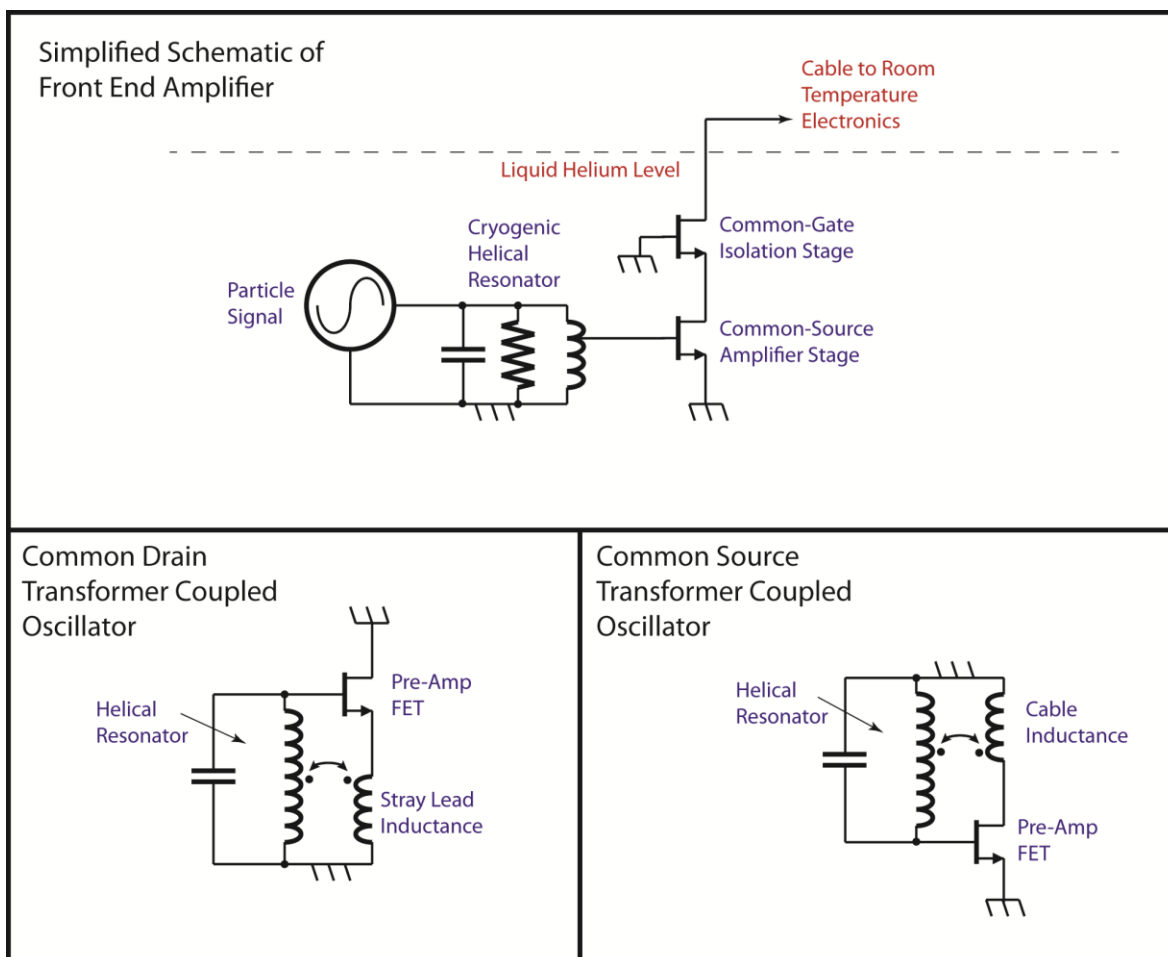 Simplified Schematic of
Front End Amplifier
Cable to Room
Temperature
Electronics
Liquid Helium Level
Cryogenic
Helical
Resonator
Common-Gate
Isolation Stage
Particle
Signal
Common-Source
Amplifier Stage
Common Drain
Transformer Coupled
Oscillator
Pre-Amp
FET
Helical
Resonator
Stray Lead
Inductance
Common Source
Transformer Coupled
Oscillator
Helical
Resonator
Cable
Inductance
Pre-Amp
FET